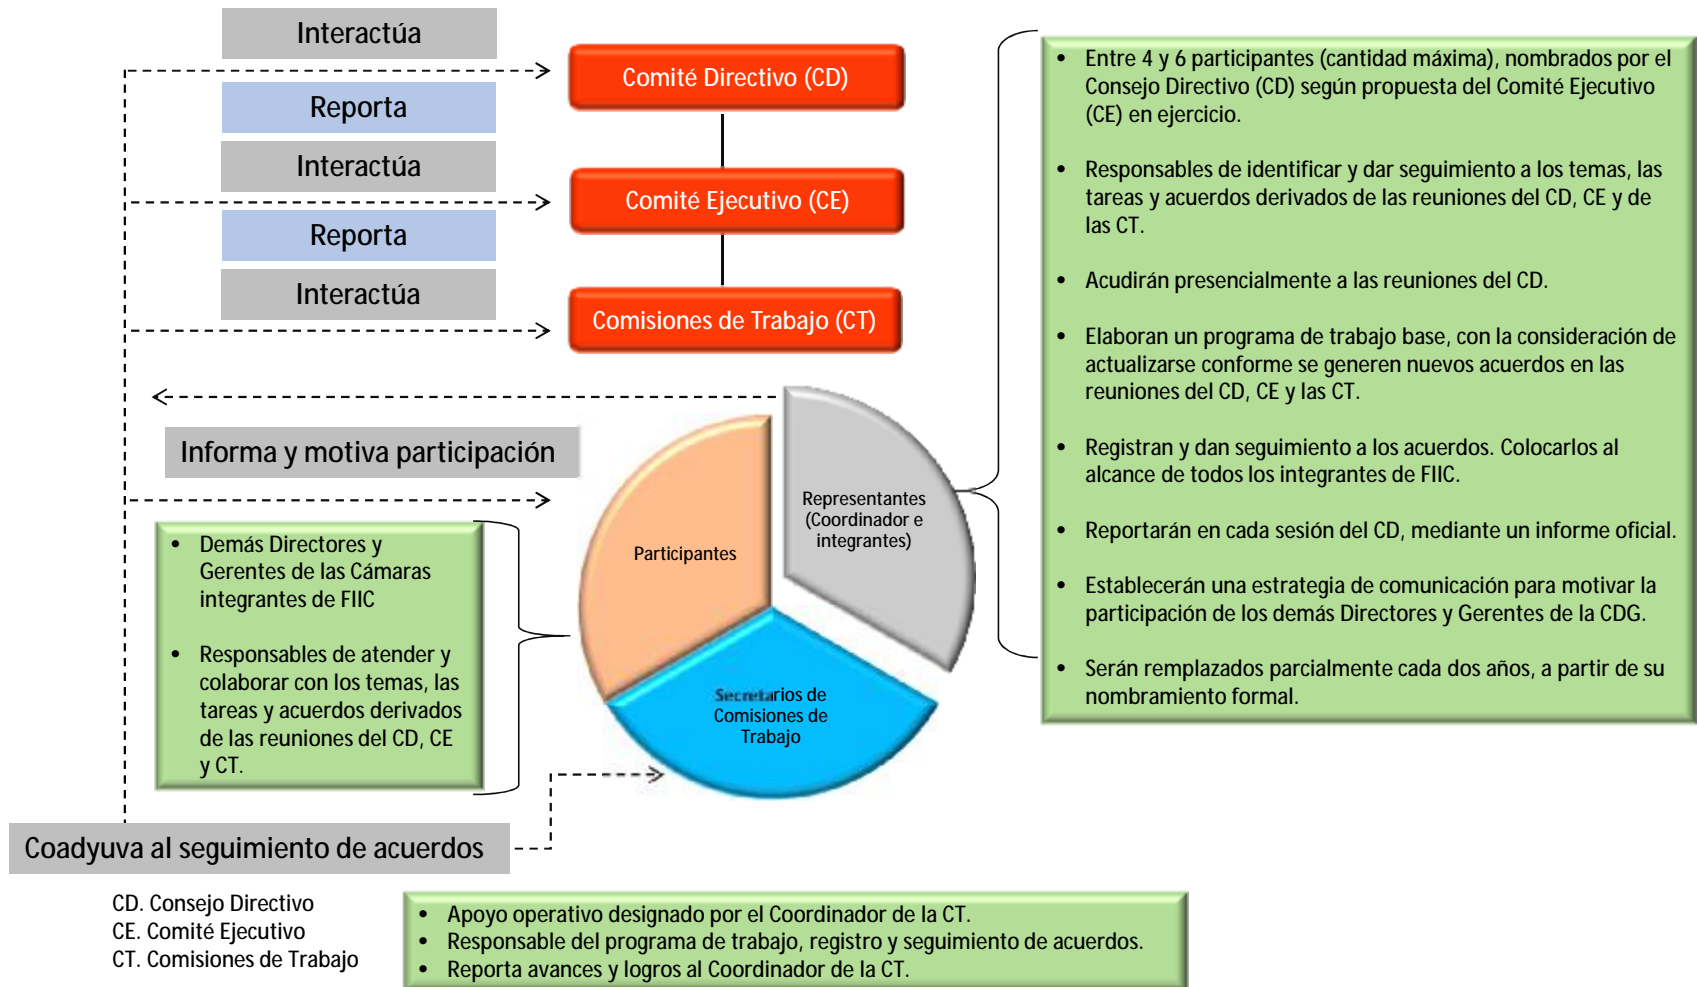 Interactúa
Reporta
Interactúa
Reporta
Interactúa
Comité Directivo (CD)
Comité Ejecutivo (CE)
Comisiones de Trabajo (CT)
Informa y motiva participación
• Demás Directores y
Gerentes de las Cámaras
integrantes de FIIC
• Responsables de atender y
colaborar con los temas, las
tareas y acuerdos derivados
de las reuniones del CD, CE
y CT.
Participantes
Representantes
(Coordinador e
integrantes)
Secretarios de
Comisiones de
Trabajo
• Entre 4 y 6 participantes (cantidad máxima), nombrados por el
Consejo Directivo (CD) según propuesta del Comité Ejecutivo
(CE) en ejercicio.
• Responsables de identificar y dar seguimiento a los temas, las
tareas y acuerdos derivados de las reuniones del CD, CE y de
las CT.
• Acudirán presencialmente a las reuniones del CD.
• Elaboran un programa de trabajo base, con la consideración de
actualizarse conforme se generen nuevos acuerdos en las
reuniones del CD, CE y las CT.
• Registran y dan seguimiento a los acuerdos. Colocarlos al
alcance de todos los integrantes de FIIC.
• Reportarán en cada sesión del CD, mediante un informe oficial.
• Establecerán una estrategia de comunicación para motivar la
participación de los demás Directores y Gerentes de la CDG.
• Serán remplazados parcialmente cada dos años, a partir de su
nombramiento formal.
Coadyuva al seguimiento de acuerdos
CD. Consejo Directivo
CE. Comité Ejecutivo
CT. Comisiones de Trabajo
• Apoyo operativo designado por el Coordinador de la CT.
• Responsable del programa de trabajo, registro y seguimiento de acuerdos.
• Reporta avances y logros al Coordinador de la CT.